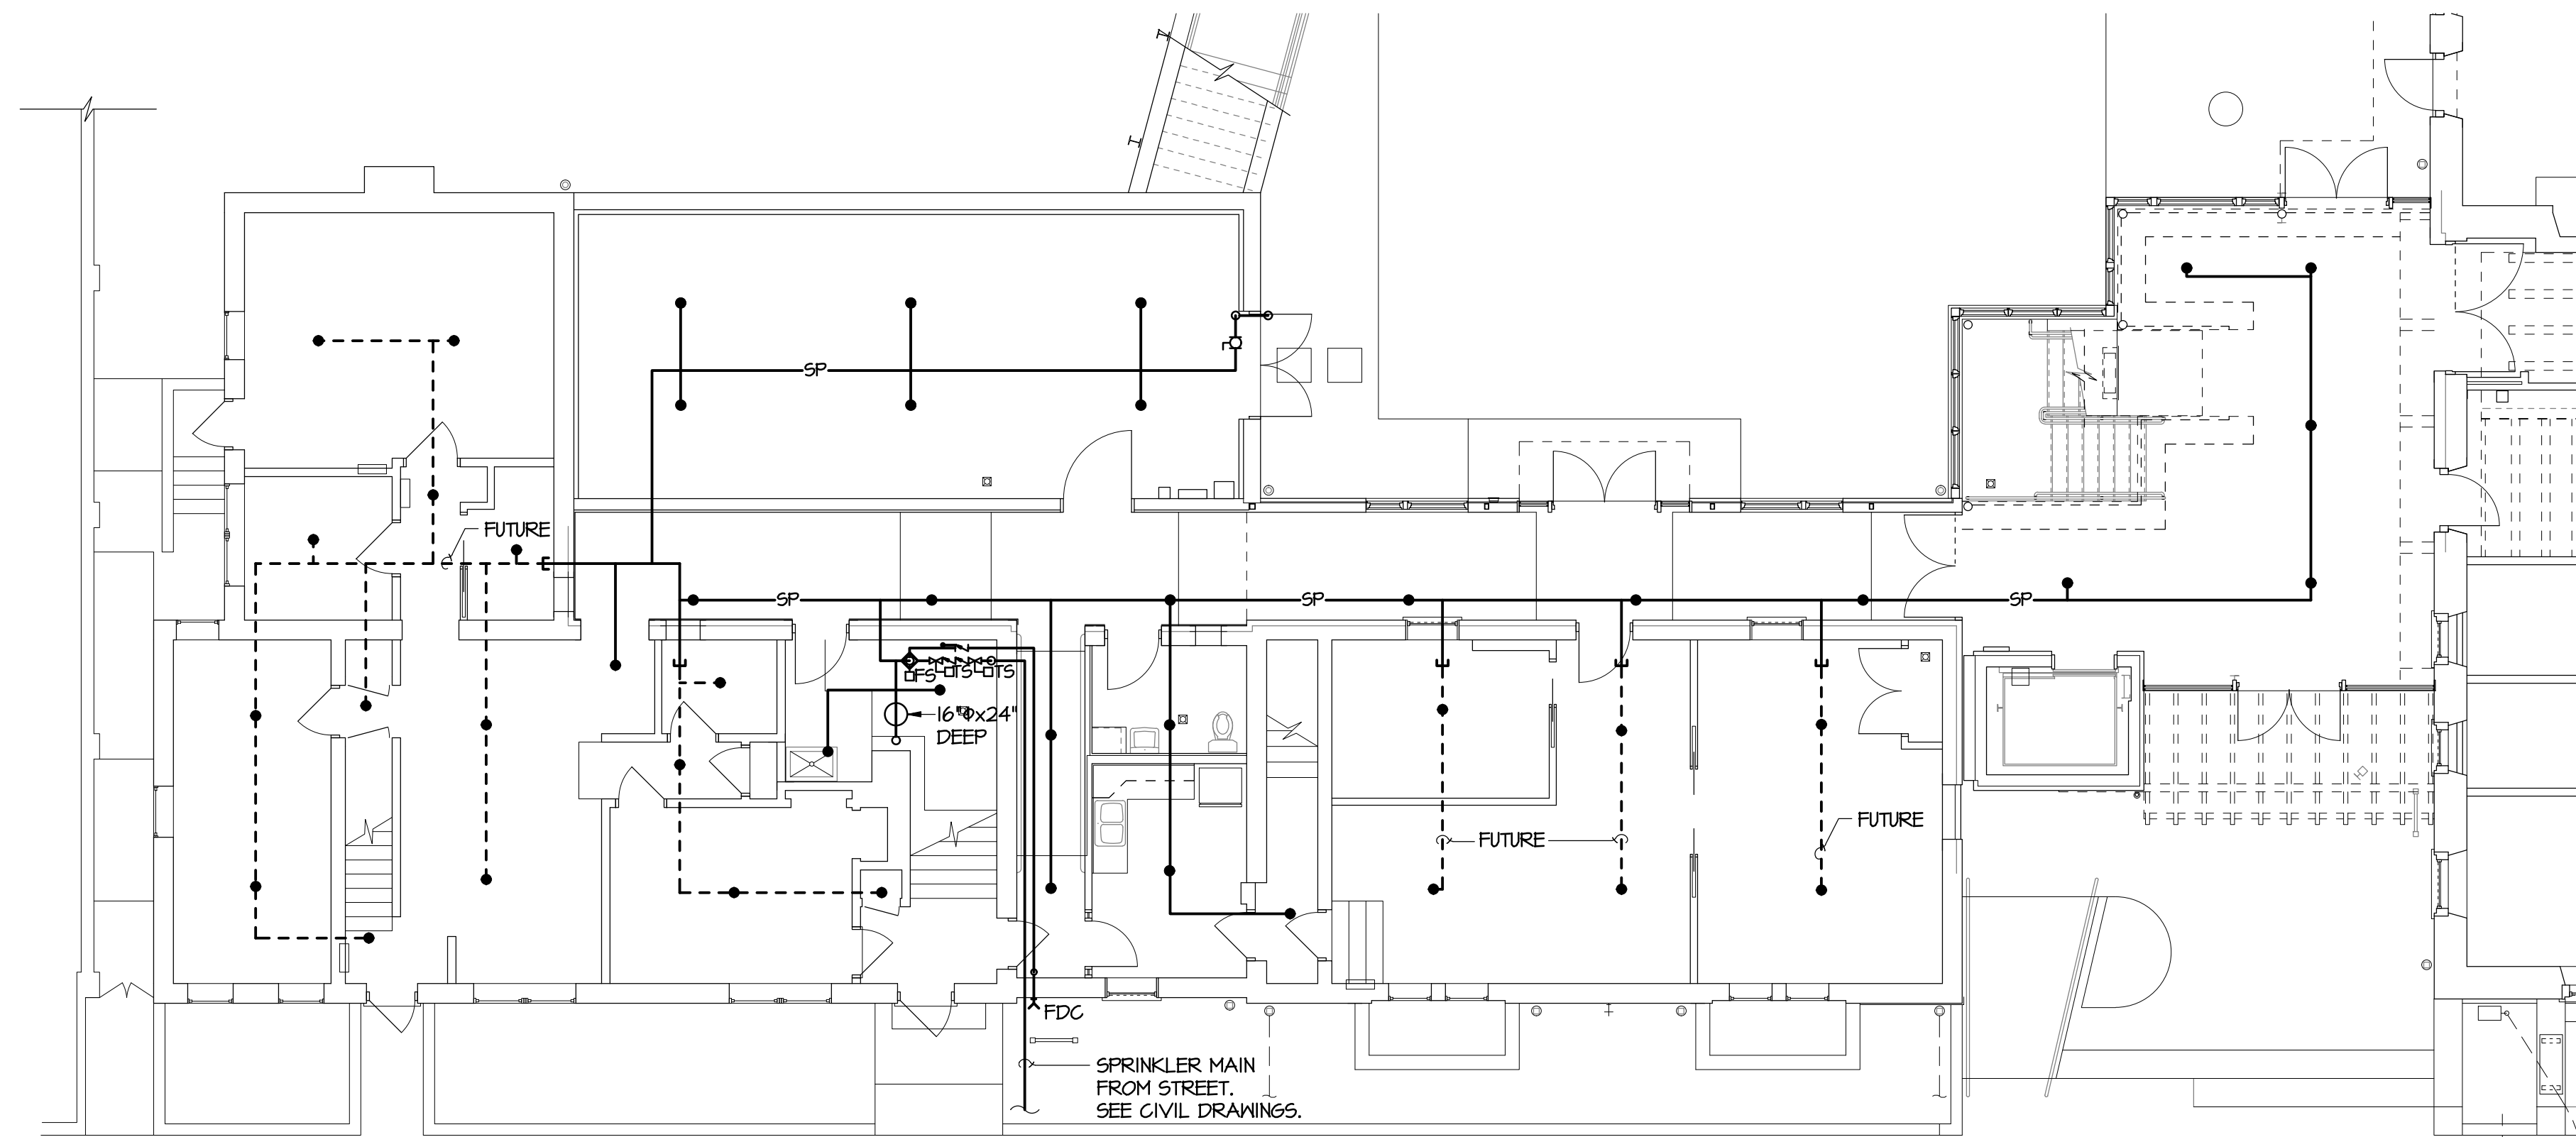 SP
FUTURE
SP
SP
SP
FS
TS
TS
16"Φx24"
DEEP
FUTURE
FUTURE
FDC
SPRINKLER MAIN
FROM STREET.
SEE CIVIL DRAWINGS.